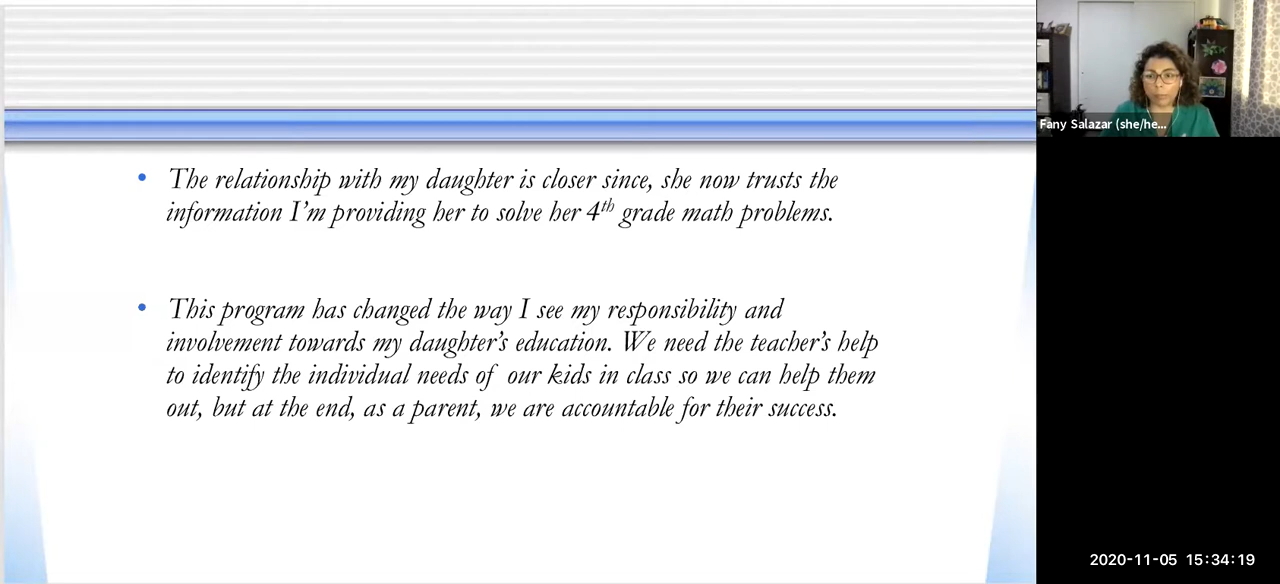 • The relationship with my daughter is closer since, she now trusts the
information I'm providing her to solve her 4th grade math problems.
• This program has changed the way I see my responsibility and
involvement towards my daughter's education. We need the teacher's help
to identify the individual needs of our kids in class so we can help them
out, but at the end, as a parent, we are accountable for their success.
Fany Salazar (she/he...
2020-11-05 15:34:19